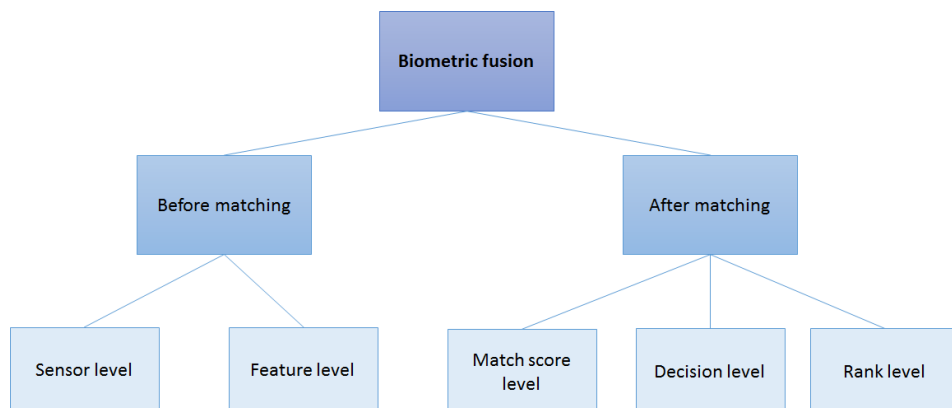 Biometric fusion
Before matching
After matching
Sensor level
Feature level
Match score
level
Decision level
Rank level